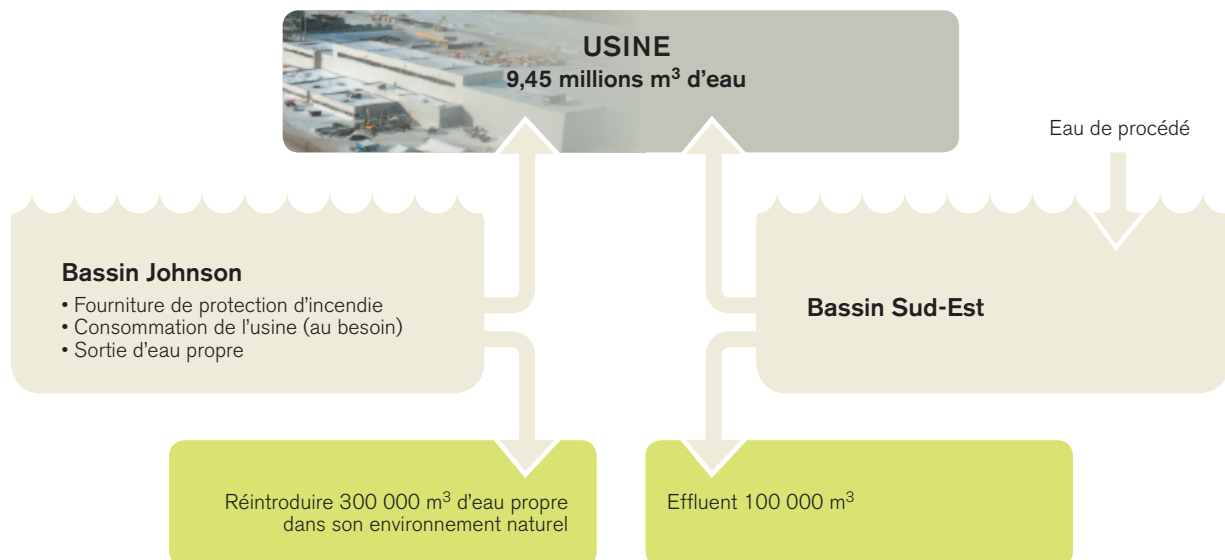 USINE
9,45 millions m³ d’eau
Eau de procédé
Bassin Johnson
• Fourniture de protection d’incendie
• Consommation de l’usine (au besoin)
• Sortie d’eau propre
Bassin Sud-Est
Réintroduire 300 000 m³ d’eau propre
dans son environnement naturel
Effluent 100 000 m³